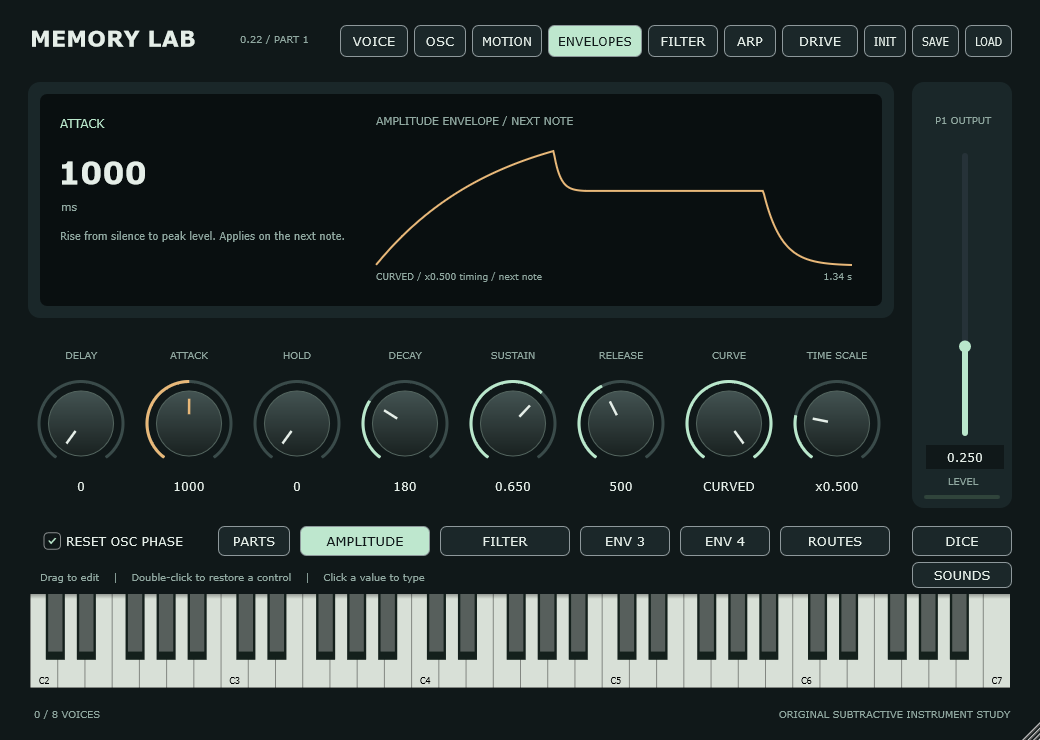 MEMORY LAB 0.22 / PART 1 VOICE OSC MOTION ENVELOPES FILTER ARP DRIVE INIT SAVE LOAD
ATTACK
1000
ms
Rise from silence to peak level. Applies on the next note.
AMPLITUDE ENVELOPE / NEXT NOTE
CURVED / x0.500 timing / next note 1.34 s
P1 OUTPUT
0.250
LEVEL
DELAY ATTACK HOLD DECAY SUSTAIN RELEASE CURVE TIME SCALE
0 1000 0 180 0.650 500 CURVED x0.500
RESET OSC PHASE PARTS AMPLITUDE FILTER ENV 3 ENV 4 ROUTES DICE
Drag to edit | Double-click to restore a control | Click a value to type SOUNDS
C2 C3 C4 C5 C6 C7
0 / 8 VOICES ORIGINAL SUBTRACTIVE INSTRUMENT STUDY